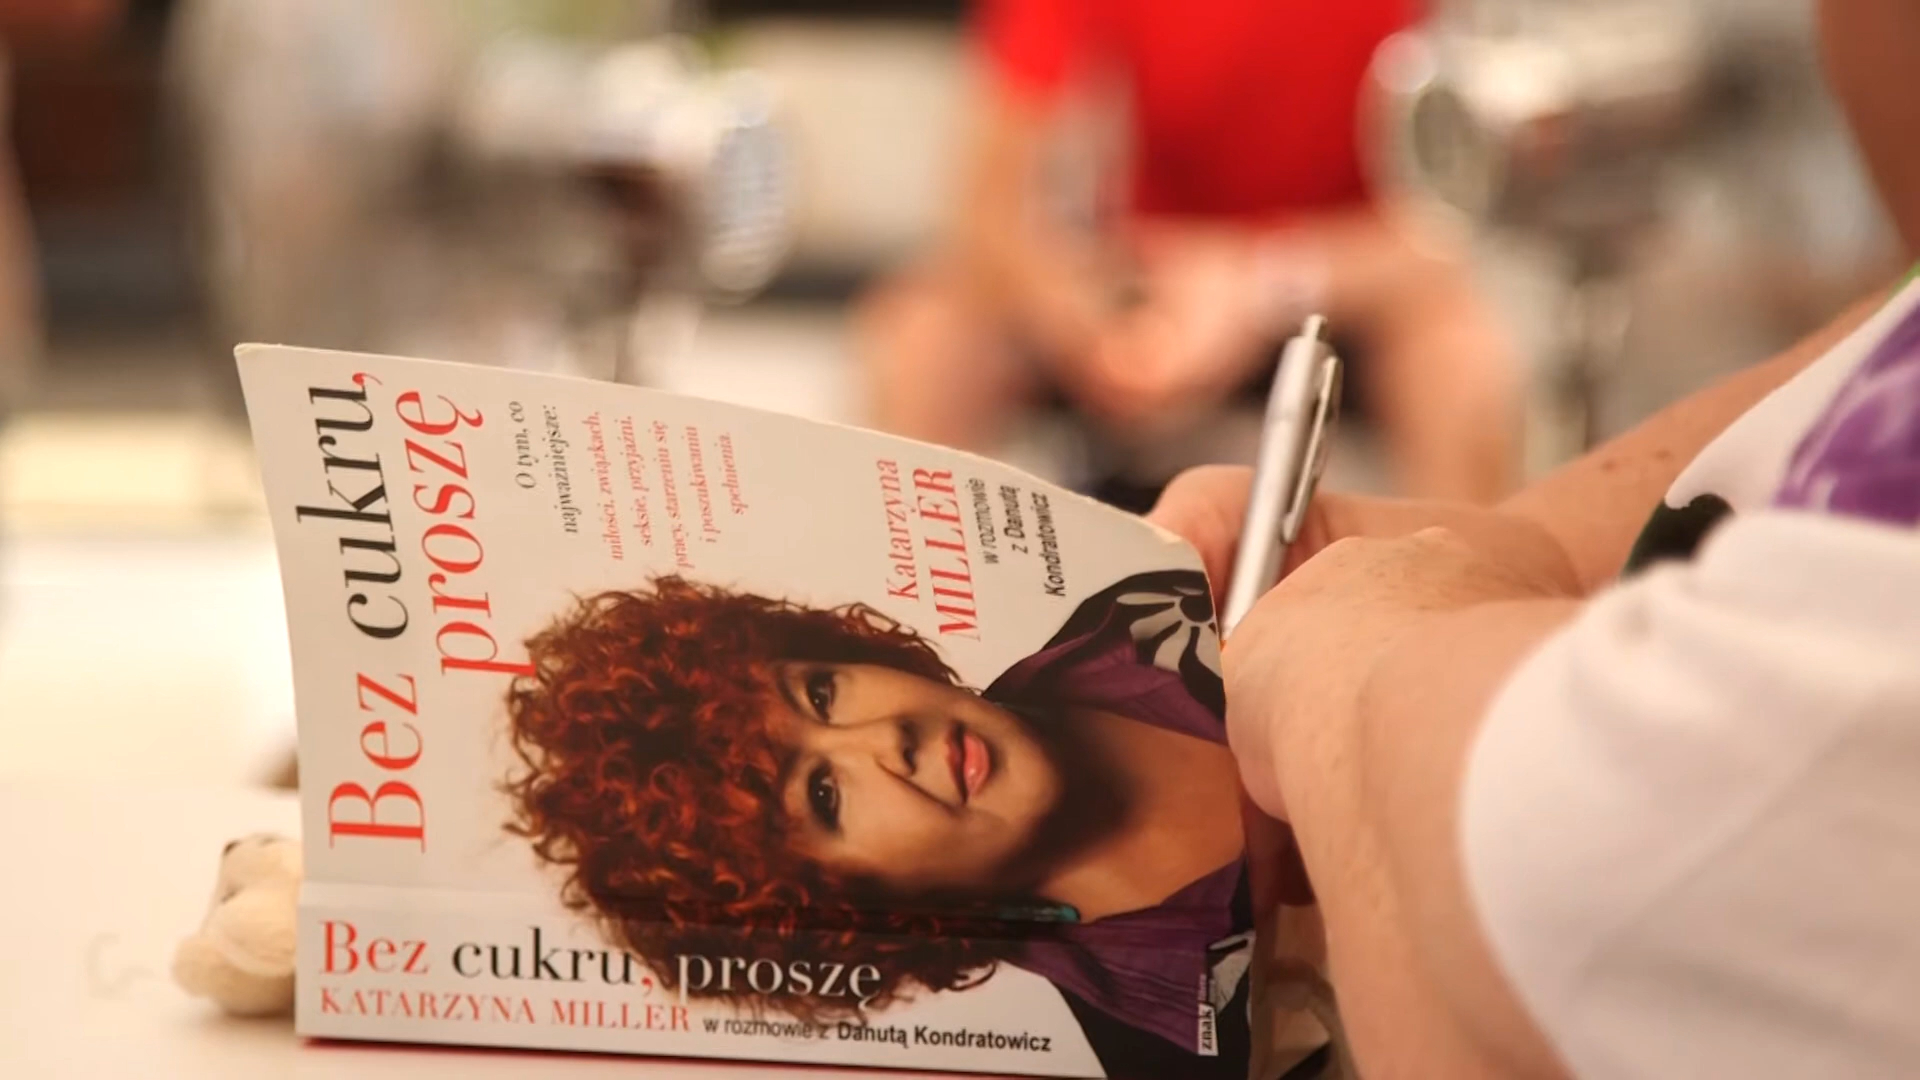 Bez cukru,
proszę
O tym, co
najważniejsze:
miłości, związkach,
seksie, przyjaźni,
pracy, starzeniu się
i poszukiwaniu
spełnienia.
Katarzyna
MILLER
w rozmowie
z Danutą
Kondratowicz
Bez cukru, proszę
KATARZYNA MILLER w rozmowie z Danutą Kondratowicz
znak